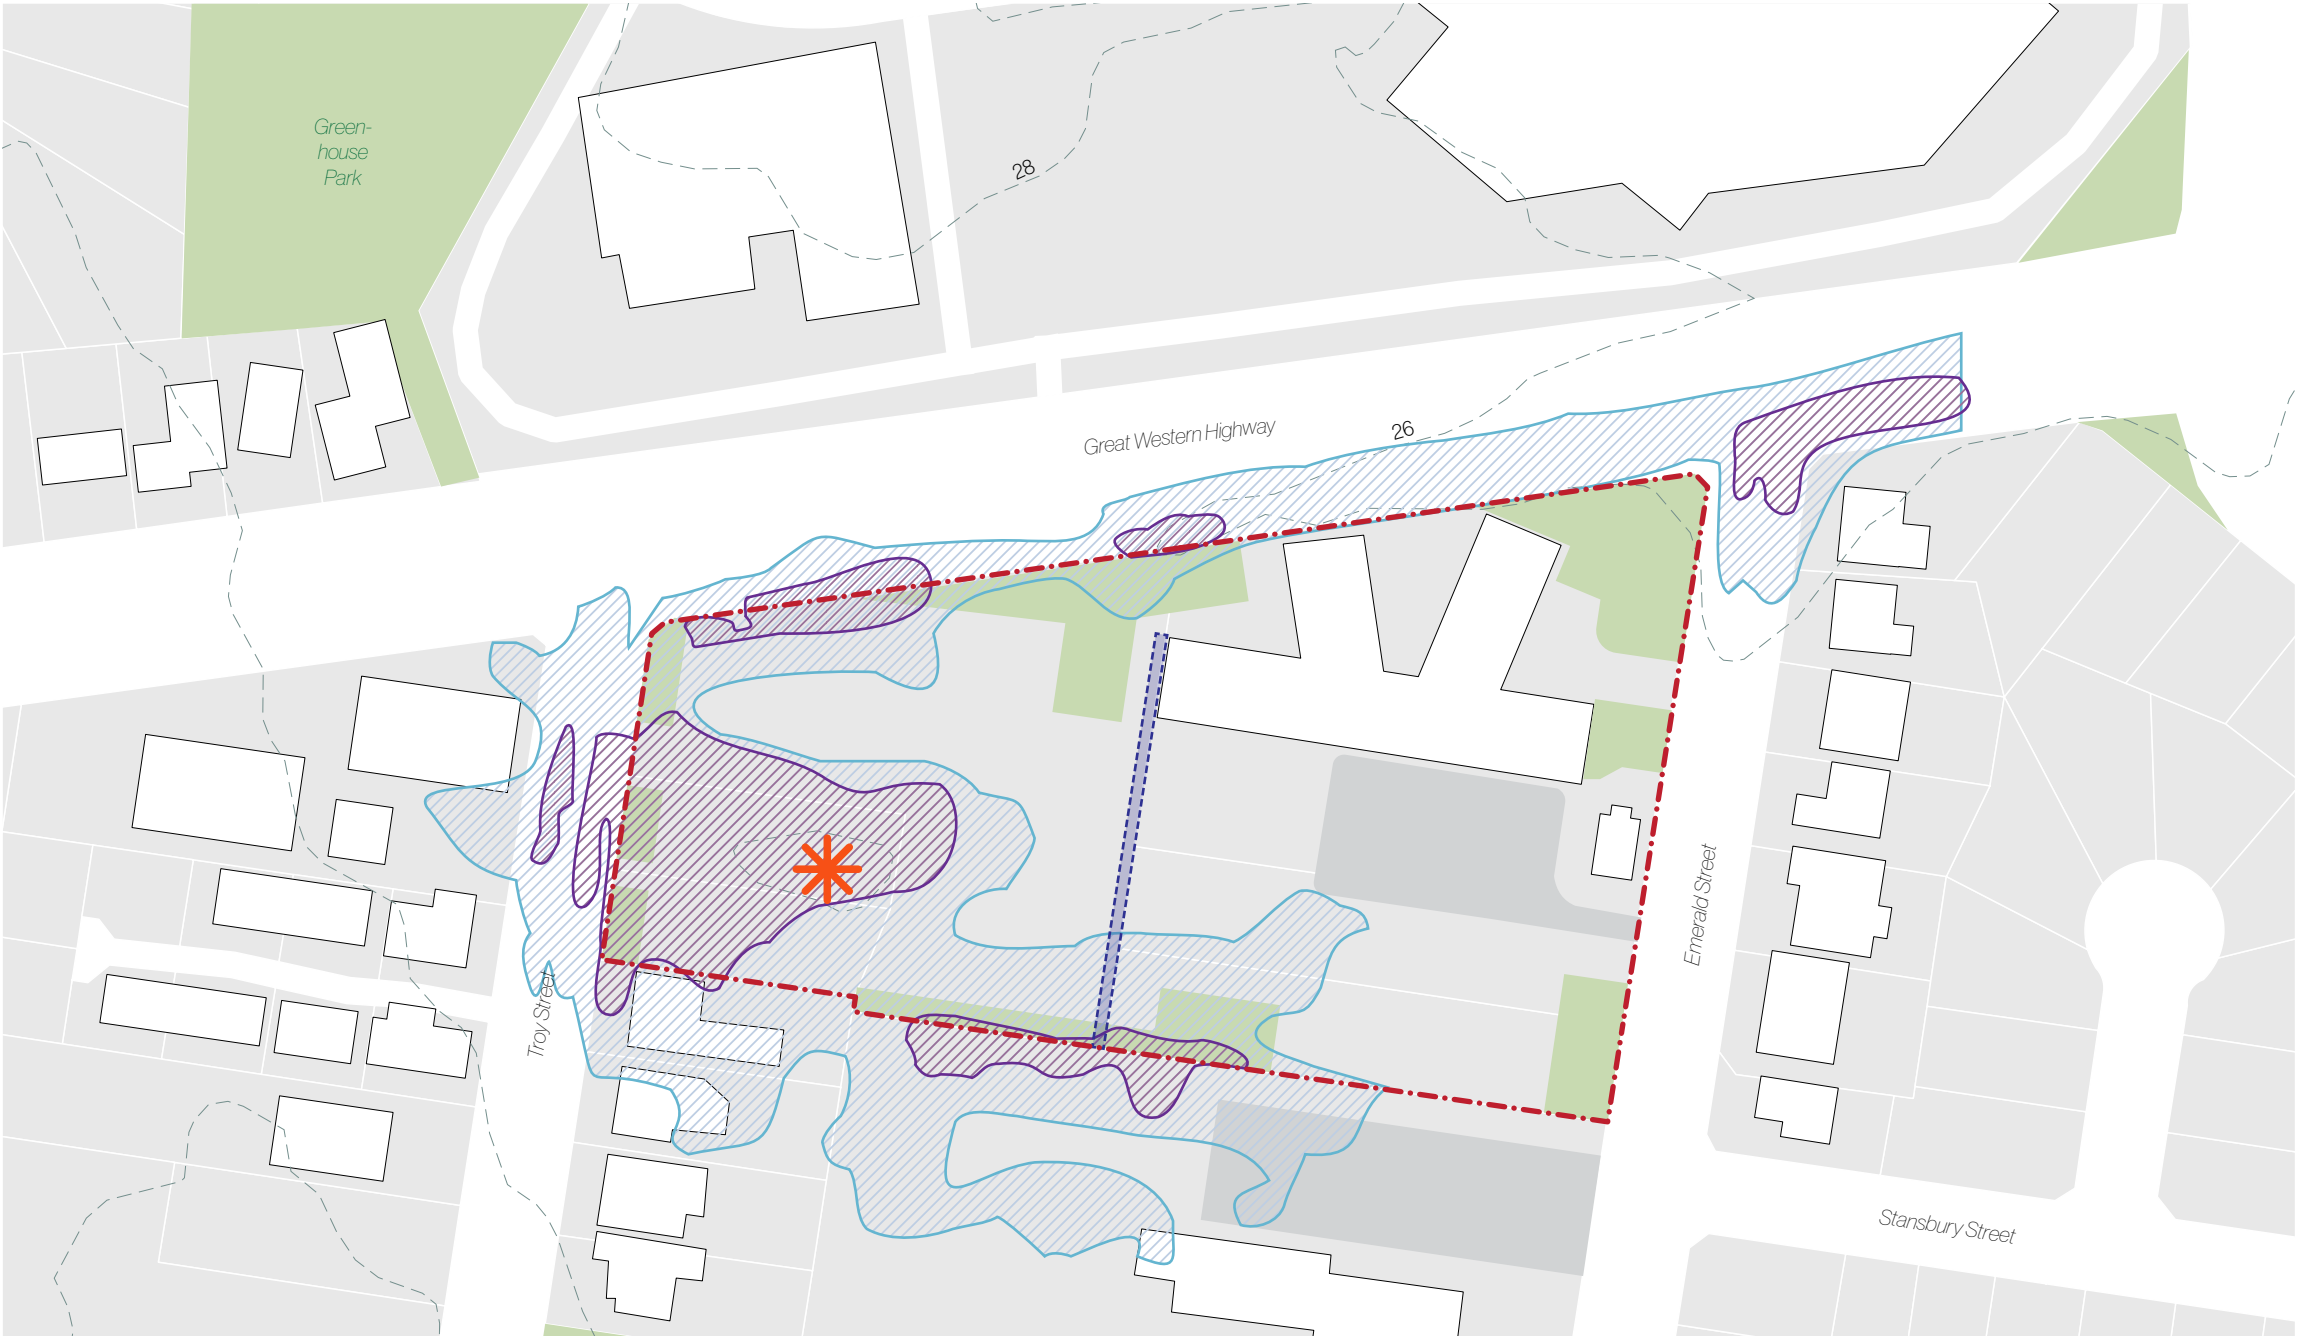 Green-
house
Park
28
Great Western Highway
26
Emerald Street
Troy Street
Stansbury Street